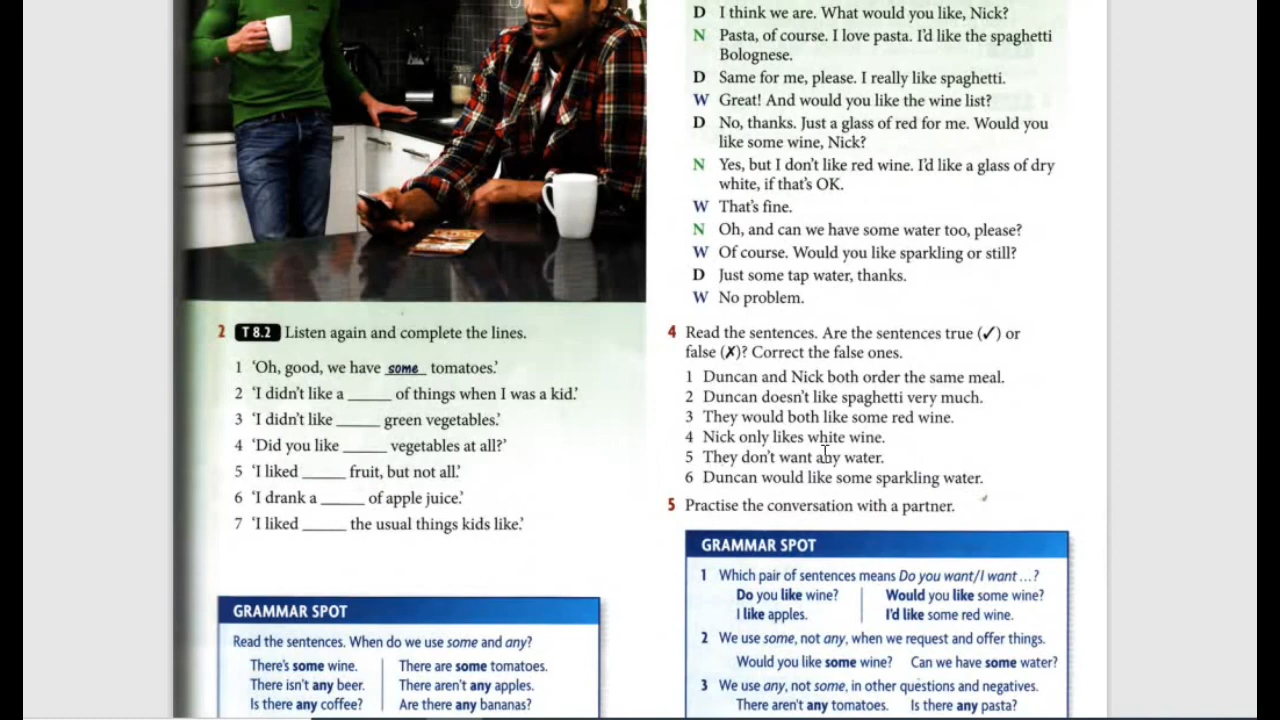 2 T 8.2 Listen again and complete the lines.
1 ‘Oh, good, we have some tomatoes.’
2 ‘I didn’t like a ______ of things when I was a kid.’
3 ‘I didn’t like ______ green vegetables.’
4 ‘Did you like ______ vegetables at all?’
5 ‘I liked ______ fruit, but not all.’
6 ‘I drank a ______ of apple juice.’
7 ‘I liked ______ the usual things kids like.’
GRAMMAR SPOT
Read the sentences. When do we use some and any?
There’s some wine. There are some tomatoes.
There isn’t any beer. There aren’t any apples.
Is there any coffee? Are there any bananas?
D I think we are. What would you like, Nick?
N Pasta, of course. I love pasta. I’d like the spaghetti
Bolognese.
D Same for me, please. I really like spaghetti.
W Great! And would you like the wine list?
D No, thanks. Just a glass of red for me. Would you
like some wine, Nick?
N Yes, but I don’t like red wine. I’d like a glass of dry
white, if that’s OK.
W That’s fine.
N Oh, and can we have some water too, please?
W Of course. Would you like sparkling or still?
D Just some tap water, thanks.
W No problem.
4 Read the sentences. Are the sentences true (✓) or
false (✗)? Correct the false ones.
1 Duncan and Nick both order the same meal.
2 Duncan doesn’t like spaghetti very much.
3 They would both like some red wine.
4 Nick only likes white wine.
5 They don’t want any water.
6 Duncan would like some sparkling water.
5 Practise the conversation with a partner.
GRAMMAR SPOT
1 Which pair of sentences means Do you want/I want …?
Do you like wine? Would you like some wine?
I like apples. I’d like some red wine.
2 We use some, not any, when we request and offer things.
Would you like some wine? Can we have some water?
3 We use any, not some, in other questions and negatives.
There aren’t any tomatoes. Is there any pasta?